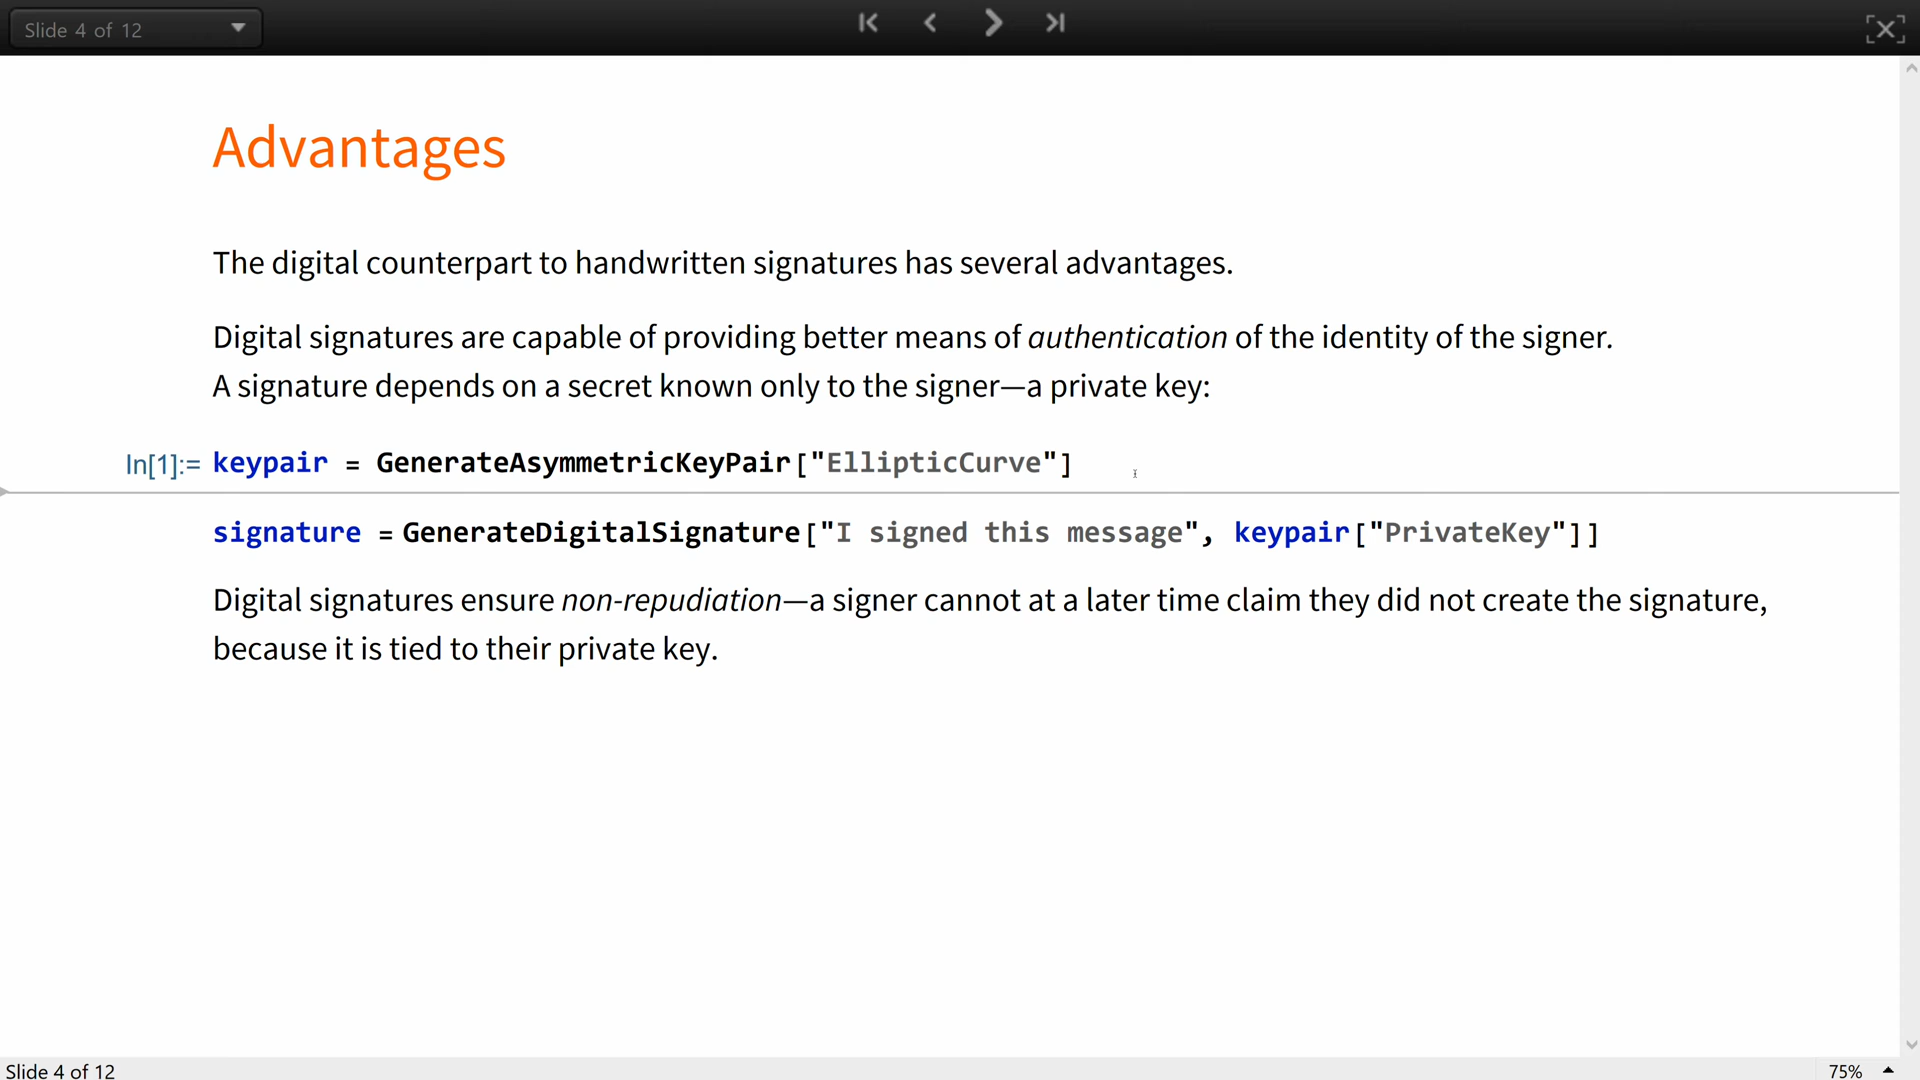 Slide 4 of 12
Advantages
The digital counterpart to handwritten signatures has several advantages.
Digital signatures are capable of providing better means of authentication of the identity of the signer.
A signature depends on a secret known only to the signer—a private key:
In[1]:= keypair = GenerateAsymmetricKeyPair["EllipticCurve"]
signature = GenerateDigitalSignature["I signed this message", keypair["PrivateKey"]]
Digital signatures ensure non-repudiation—a signer cannot at a later time claim they did not create the signature,
because it is tied to their private key.
Slide 4 of 12
75%